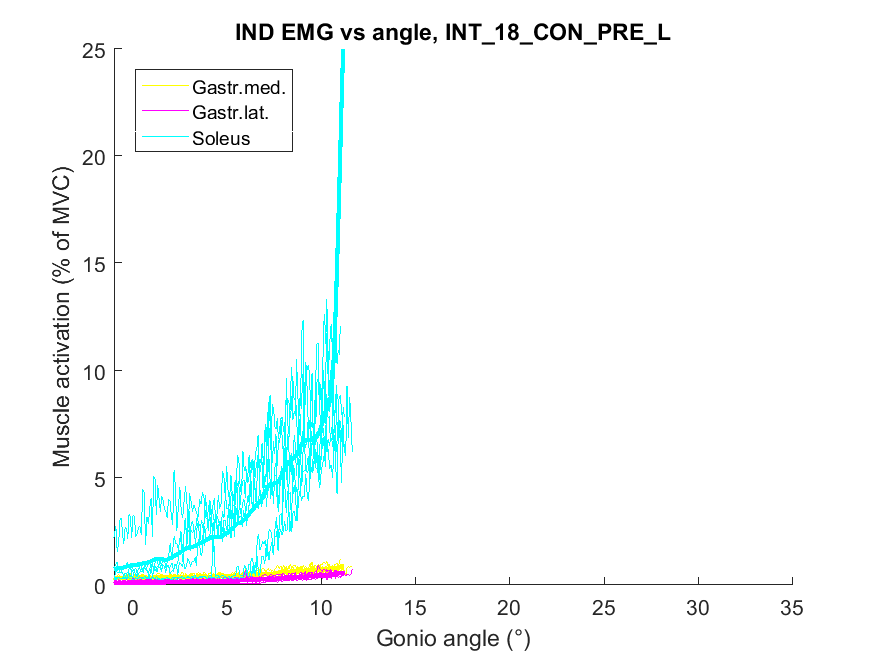 IND EMG vs angle, INT_18_CON_PRE_L
25
Gastr.med.
Gastr.lat.
Soleus
20
15
10
5
0
Muscle activation (% of MVC)
0 5 10 15 20 25 30 35
Gonio angle (°)